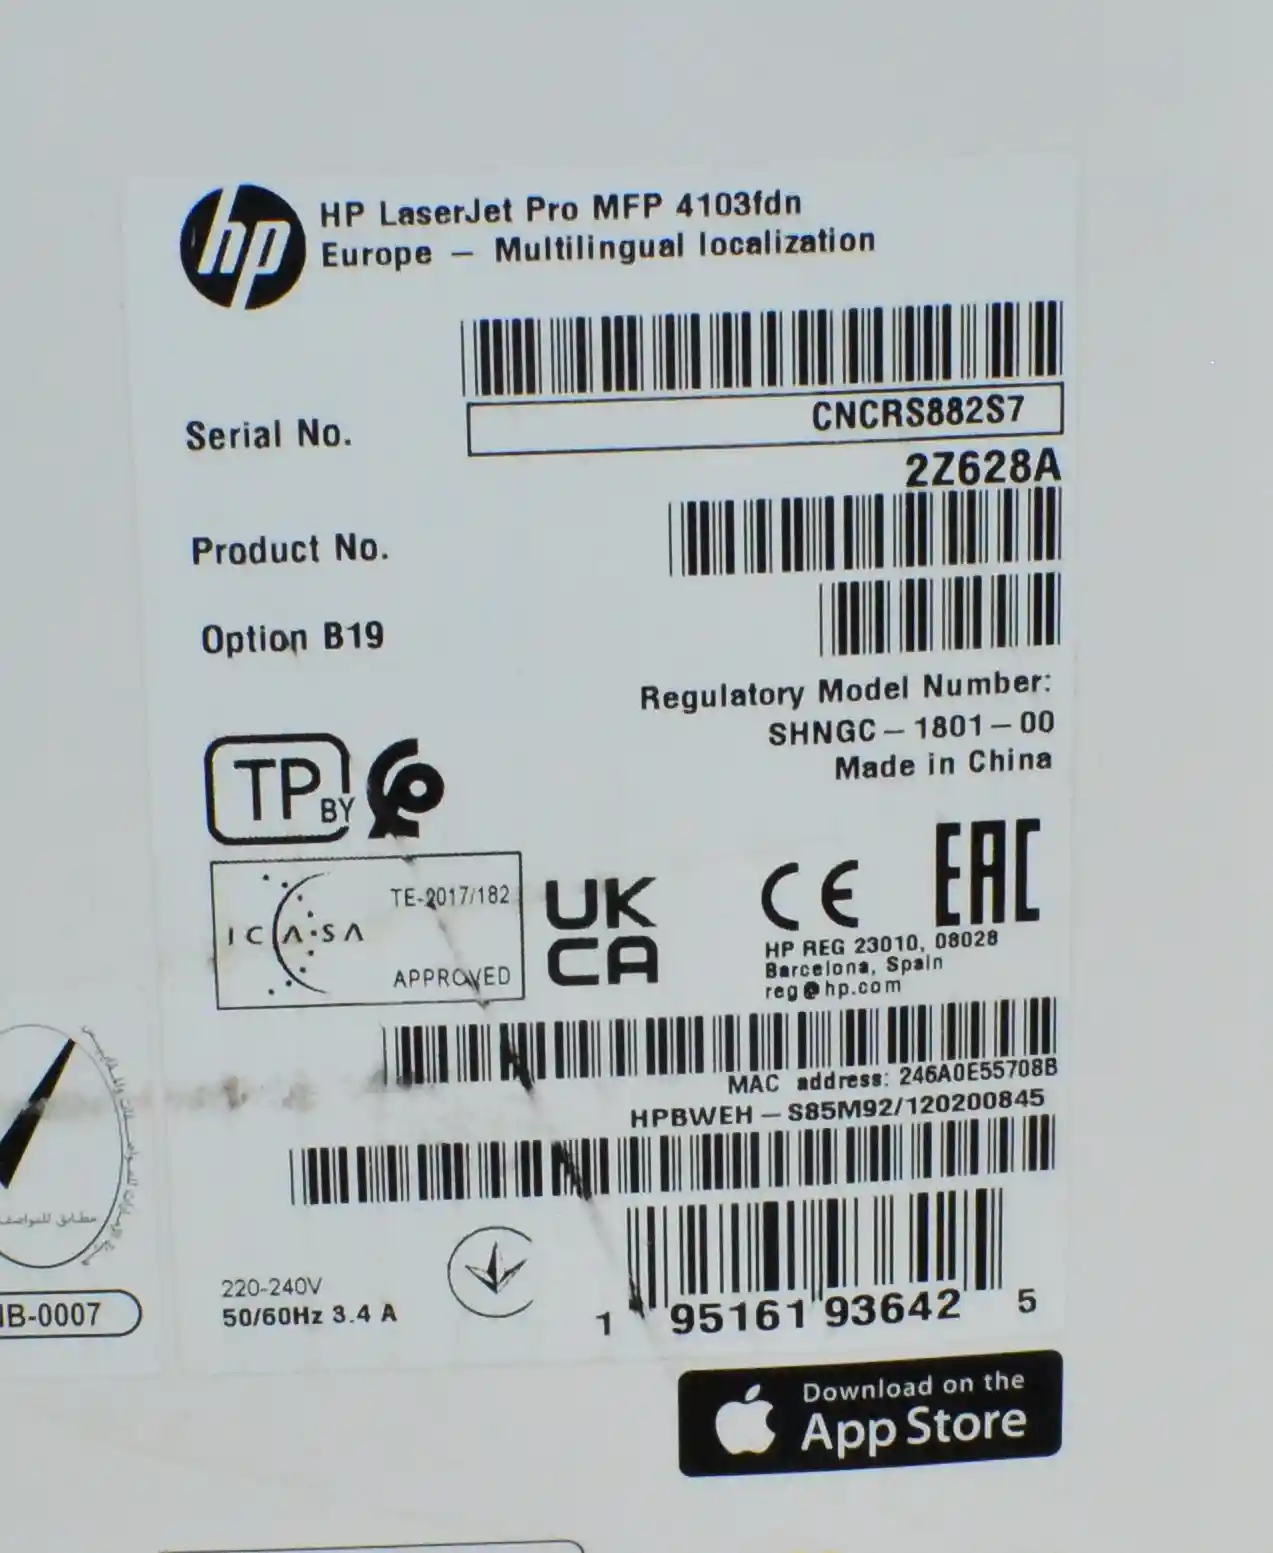 hp
HP LaserJet Pro MFP 4103fdn
Europe – Multilingual localization
Serial No.
CNCRS882S7
2Z628A
Product No.
Option B19
Regulatory Model Number:
SHNGC – 1801 – 00
Made in China
TP BY
ICASA
TE-2017/182
APPROVED
UK
CA
CE
EAC
HP REG 23010, 08028
Barcelona, Spain
reg@hp.com
MAC address: 246A0E55708B
HPBWEH – S85M92/120200845
مطابق للمواصف
IB-0007
220-240V
50/60Hz 3.4 A
1 95161 93642 5
Download on the
App Store